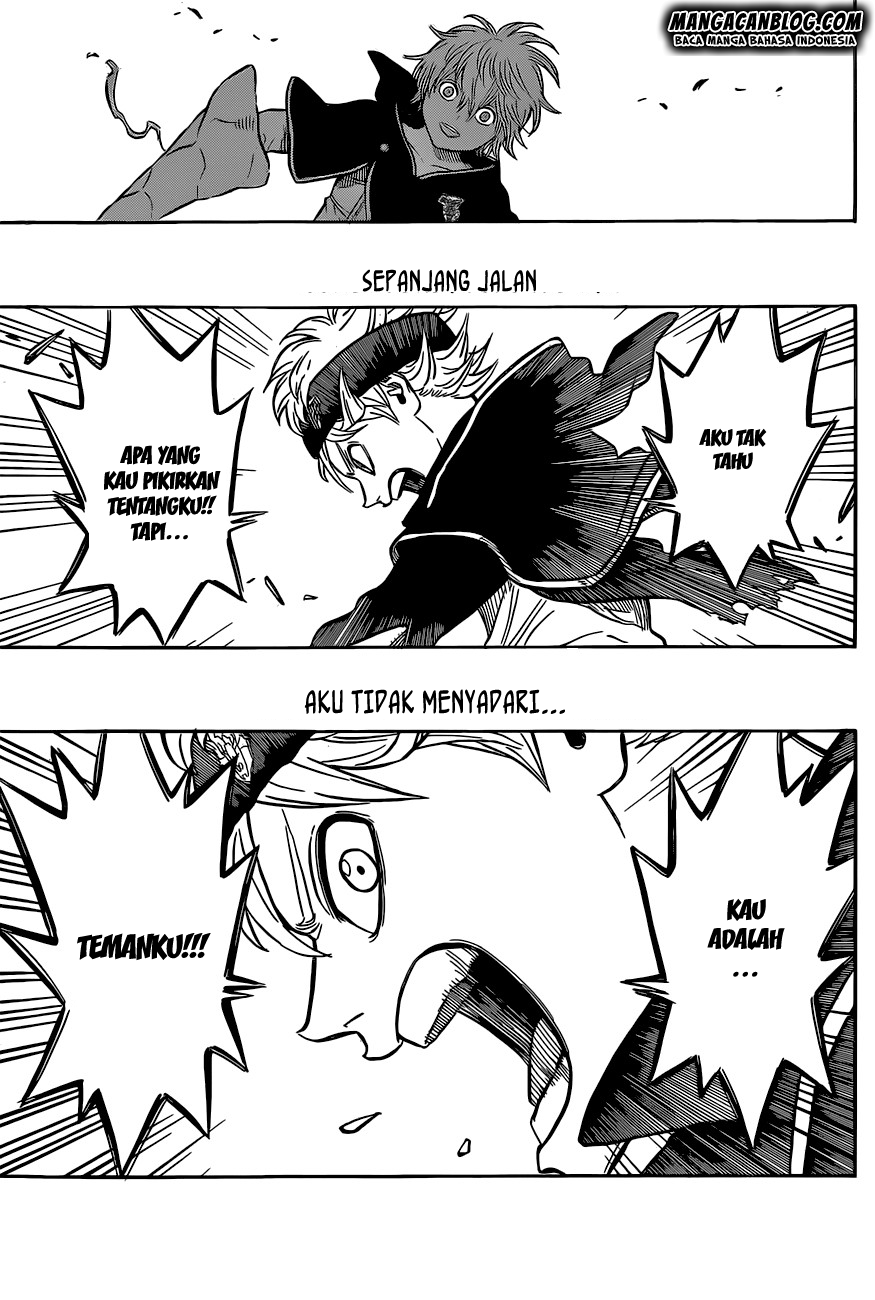 MANGACANBLOG.COM
BACA MANGA BAHASA INDONESIA
SEPANJANG JALAN
AKU TAK
TAHU
APA YANG
KAU PIKIRKAN
TENTANGKU!!
TAPI...
AKU TIDAK MENYADARI...
KAU
ADALAH
...
TEMANKU!!!